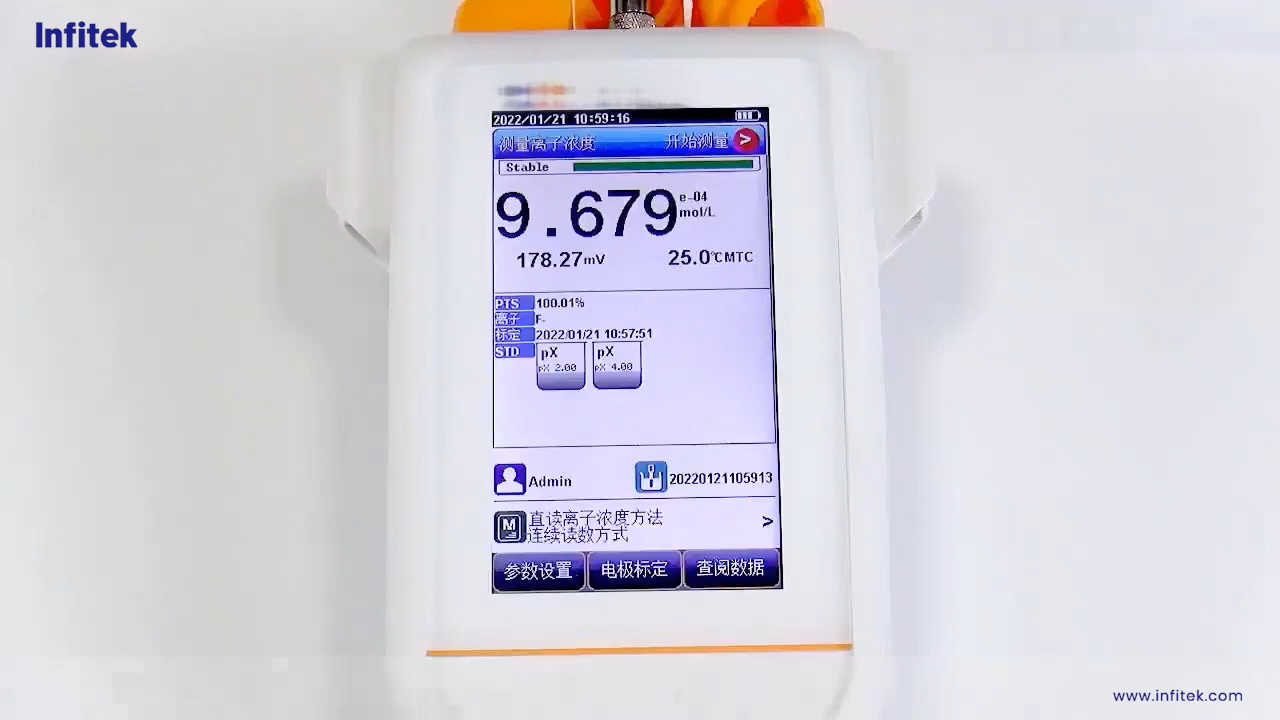 Infitek
2022/01/21 10:59:16
测量离子浓度 开始测量 >
Stable
9.679 e-04 mol/L
178.27mV 25.0℃MTC
PTS 100.01%
离子 F-
标定 2022/01/21 10:57:51
STD pX pX
pX 2.00 pX 4.00
Admin 20220121105913
M 直读离子浓度方法 >
连续读数方式
参数设置 电极标定 查阅数据
www.infitek.com